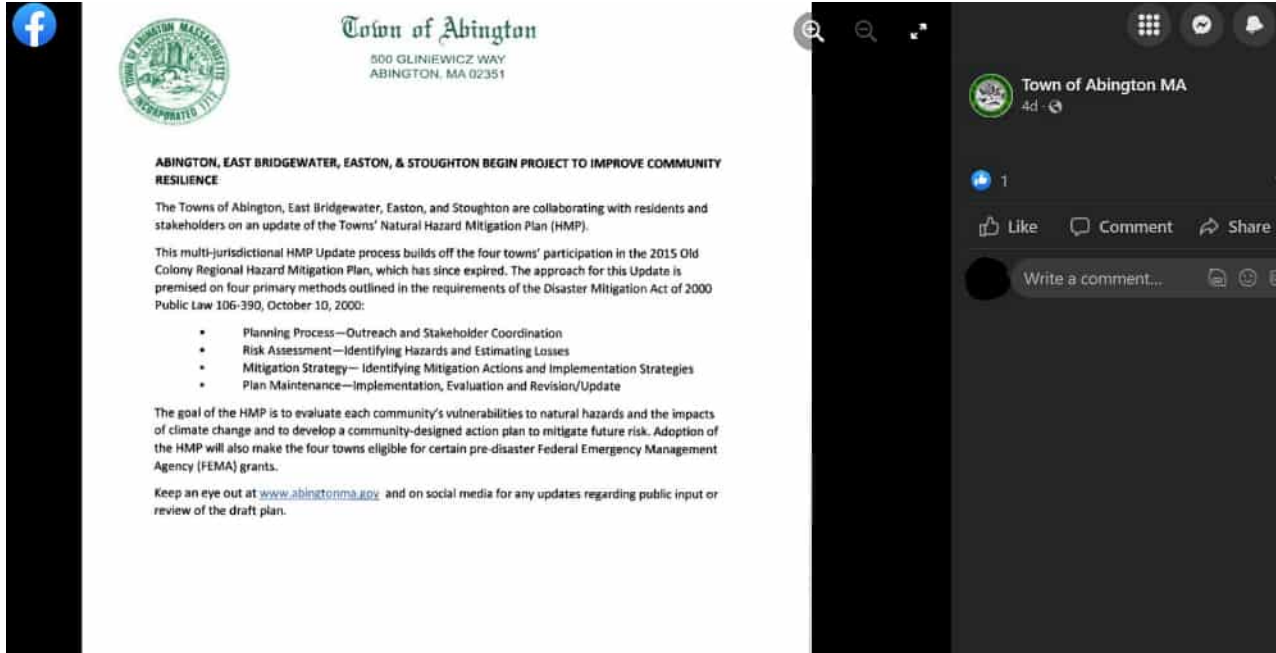 TOWN OF ABINGTON MASSACHUSETTS
INCORPORATED 1712
Town of Abington
500 GLINIEWICZ WAY
ABINGTON, MA 02351
ABINGTON, EAST BRIDGEWATER, EASTON, & STOUGHTON BEGIN PROJECT TO IMPROVE COMMUNITY
RESILIENCE
The Towns of Abington, East Bridgewater, Easton, and Stoughton are collaborating with residents and
stakeholders on an update of the Towns' Natural Hazard Mitigation Plan (HMP).
This multi-jurisdictional HMP Update process builds off the four towns' participation in the 2015 Old
Colony Regional Hazard Mitigation Plan, which has since expired. The approach for this Update is
premised on four primary methods outlined in the requirements of the Disaster Mitigation Act of 2000
Public Law 106-390, October 10, 2000:
• Planning Process—Outreach and Stakeholder Coordination
• Risk Assessment—Identifying Hazards and Estimating Losses
• Mitigation Strategy— Identifying Mitigation Actions and Implementation Strategies
• Plan Maintenance—Implementation, Evaluation and Revision/Update
The goal of the HMP is to evaluate each community's vulnerabilities to natural hazards and the impacts
of climate change and to develop a community-designed action plan to mitigate future risk. Adoption of
the HMP will also make the four towns eligible for certain pre-disaster Federal Emergency Management
Agency (FEMA) grants.
Keep an eye out at www.abingtonma.gov and on social media for any updates regarding public input or
review of the draft plan.
Town of Abington MA
4d ·
1
Like Comment Share
Write a comment...